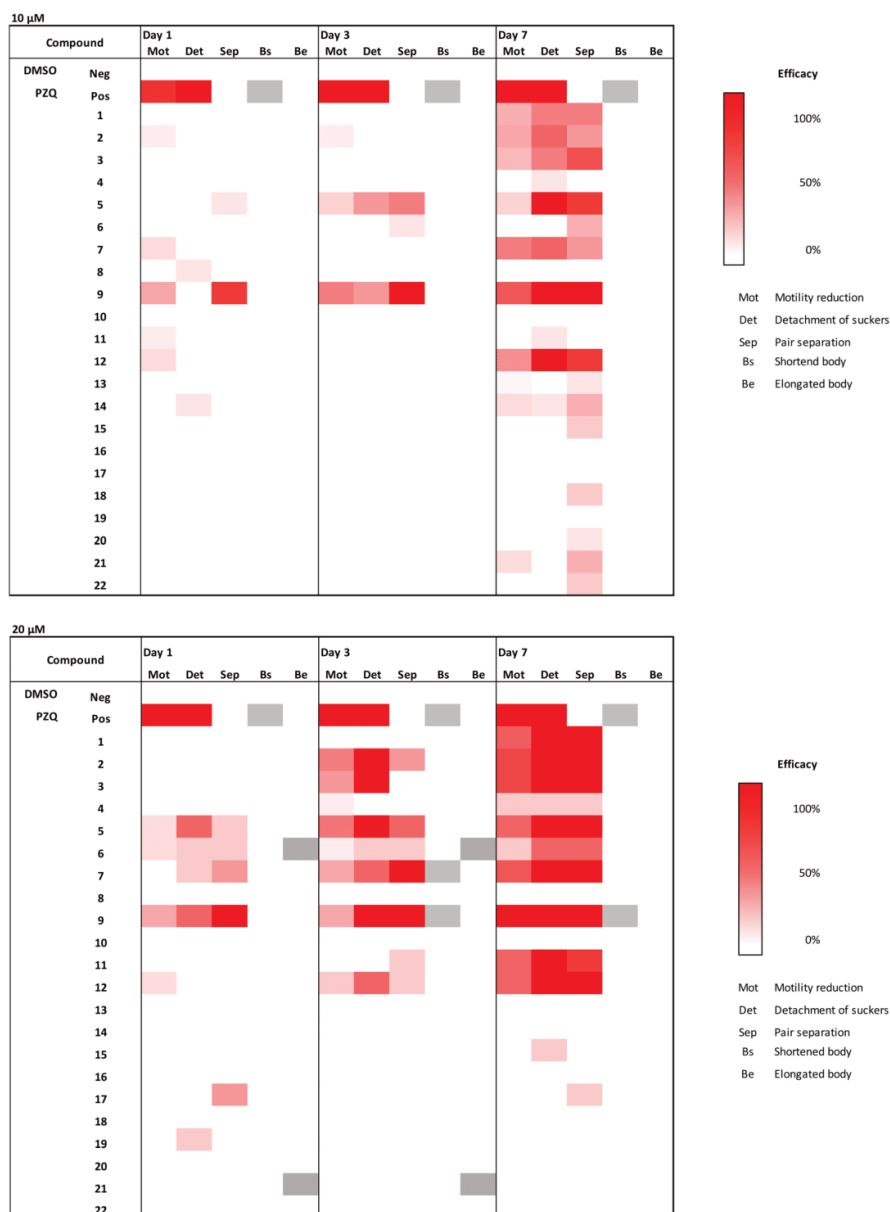 10 µM
Compound Day 1 Day 3 Day 7
Mot Det Sep Bs Be Mot Det Sep Bs Be Mot Det Sep Bs Be
DMSO Neg
PZQ Pos
1
2
3
4
5
6
7
8
9
10
11
12
13
14
15
16
17
18
19
20
21
22
Efficacy
100%
50%
0%
Mot Motility reduction
Det Detachment of suckers
Sep Pair separation
Bs Shortend body
Be Elongated body
20 µM
Compound Day 1 Day 3 Day 7
Mot Det Sep Bs Be Mot Det Sep Bs Be Mot Det Sep Bs Be
DMSO Neg
PZQ Pos
1
2
3
4
5
6
7
8
9
10
11
12
13
14
15
16
17
18
19
20
21
22
Efficacy
100%
50%
0%
Mot Motility reduction
Det Detachment of suckers
Sep Pair separation
Bs Shortened body
Be Elongated body